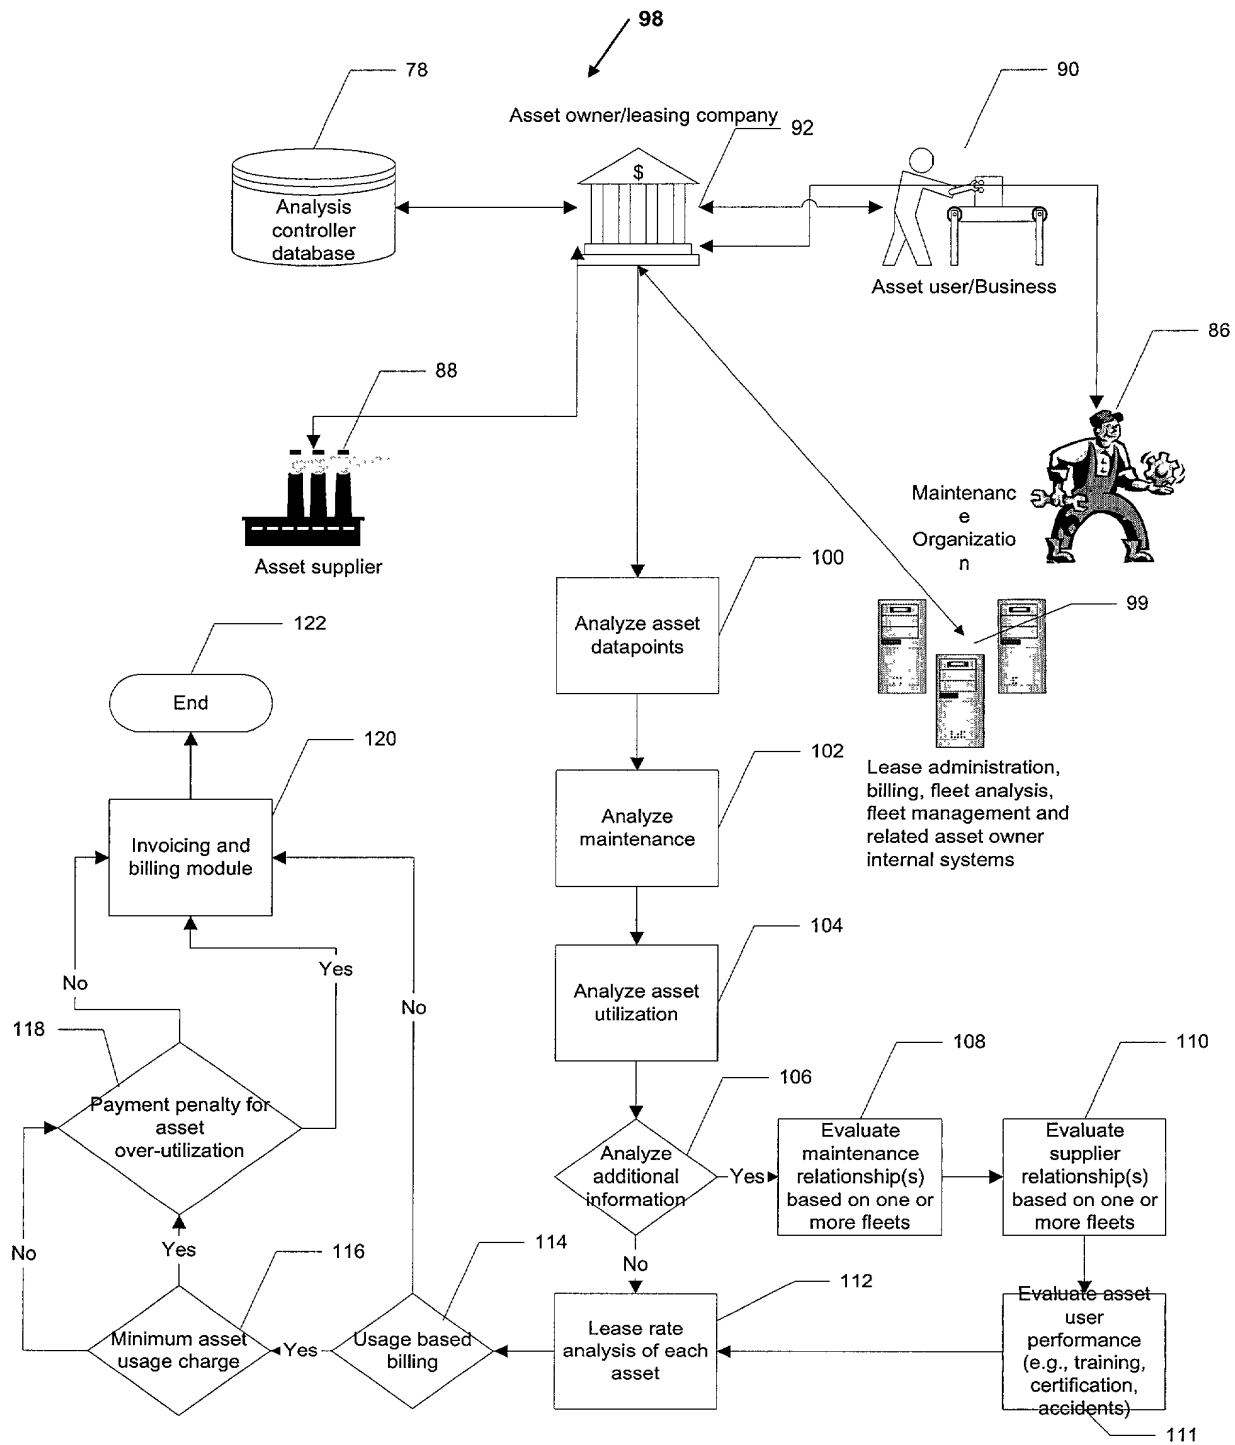 98
78
90
Asset owner/leasing company
92
$
Analysis
controller
database
Asset user/Business
86
88
Maintenanc
e
Organizatio
n
Asset supplier
100
99
Analyze asset
datapoints
122
End
120
102
Lease administration,
billing, fleet analysis,
fleet management and
related asset owner
internal systems
Analyze
maintenance
Invoicing and
billing module
104
Yes
No
Analyze asset
utilization
No
118
108
110
106
Payment penalty for
asset
over-utilization
Analyze
additional
information
Yes
Evaluate
maintenance
relationship(s)
based on one or
more fleets
Evaluate
supplier
relationship(s)
based on one or
more fleets
No
Yes
116
114
No
112
Minimum asset
usage charge
Yes
Usage based
billing
Lease rate
analysis of each
asset
Evaluate asset
user
performance
(e.g., training,
certification,
accidents)
111